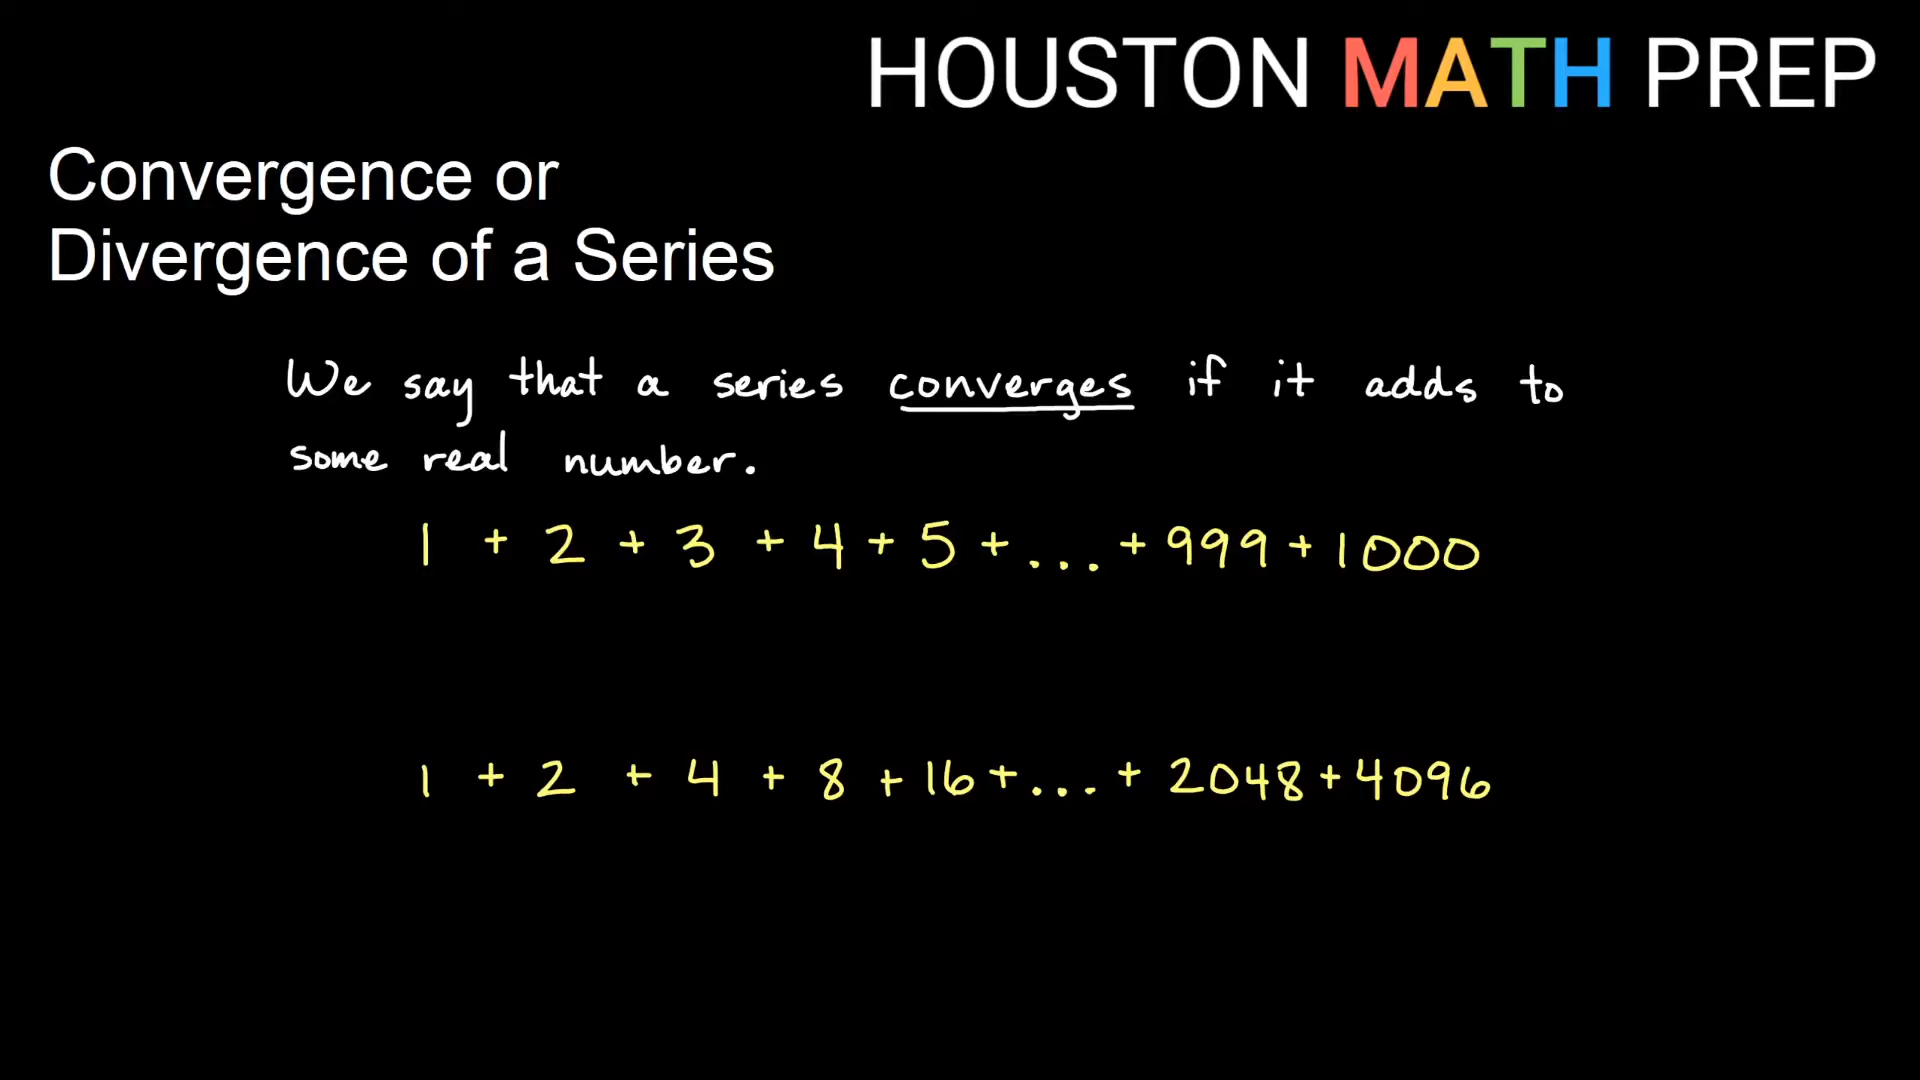 HOUSTON MATH PREP
Convergence or
Divergence of a Series
We say that a series converges if it adds to
some real number.
1 + 2 + 3 + 4 + 5 + ... + 999 + 1000
1 + 2 + 4 + 8 + 16 + ... + 2048 + 4096